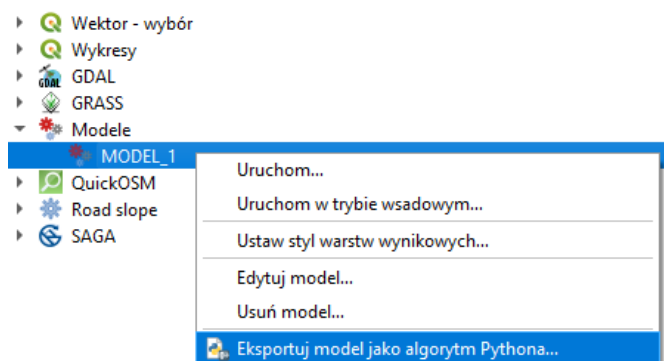 Wektor - wybór
Wykresy
GDAL
GRASS
Modele
MODEL_1
QuickOSM
Road slope
SAGA
Uruchom...
Uruchom w trybie wsadowym...
Ustaw styl warstw wynikowych...
Edytuj model...
Usuń model...
Eksportuj model jako algorytm Pythona...